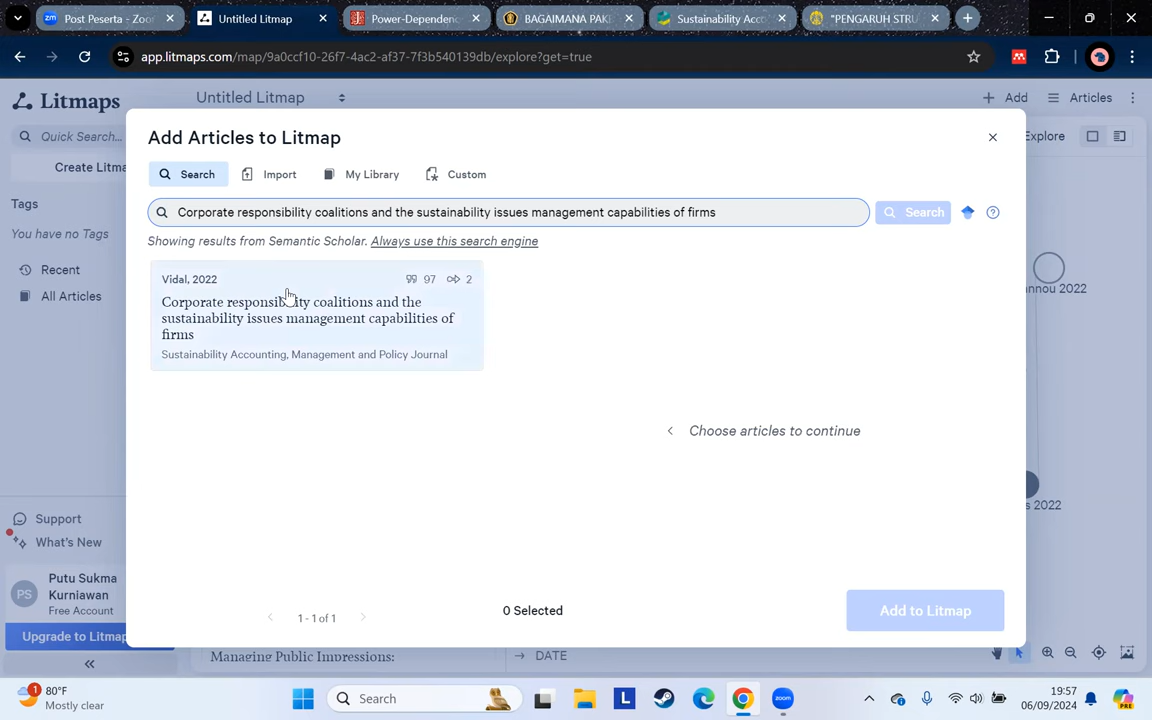 Post Peserta - Zoor
Untitled Litmap
Power-Dependenc
BAGAIMANA PAK
Sustainability Acco
"PENGARUH STRU
app.litmaps.com/map/9a0ccf10-26f7-4ac2-af37-7f3b540139db/explore?get=true
Litmaps
Untitled Litmap
Add
Articles
Quick Search...
Explore
Create Litma
Tags
You have no Tags
Recent
All Articles
Add Articles to Litmap
Search
Import
My Library
Custom
Corporate responsibility coalitions and the sustainability issues management capabilities of firms
Search
Showing results from Semantic Scholar. Always use this search engine
Vidal, 2022
97
2
Corporate responsibility coalitions and the
sustainability issues management capabilities of
firms
Sustainability Accounting, Management and Policy Journal
Choose articles to continue
1 - 1 of 1
0 Selected
Add to Litmap
annou 2022
s 2022
Support
What's New
PS
Putu Sukma
Kurniawan
Free Account
Upgrade to Litmap
Managing Public Impressions:
DATE
1
80°F
Mostly clear
Search
L
zoom
19:57
06/09/2024
PRE